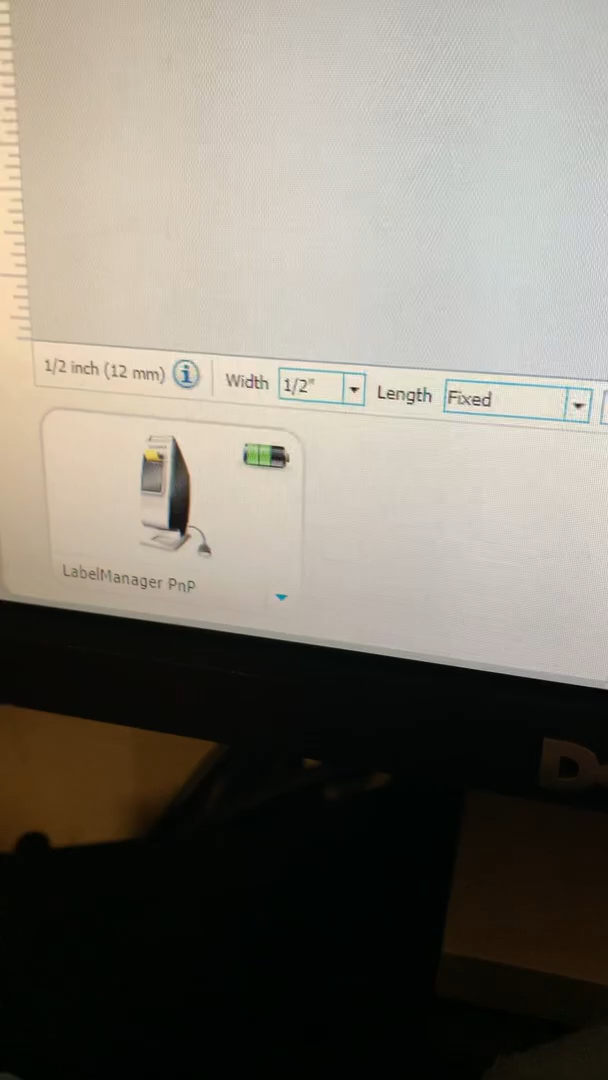 1/2 inch (12 mm) Width 1/2" Length Fixed
LabelManager PnP